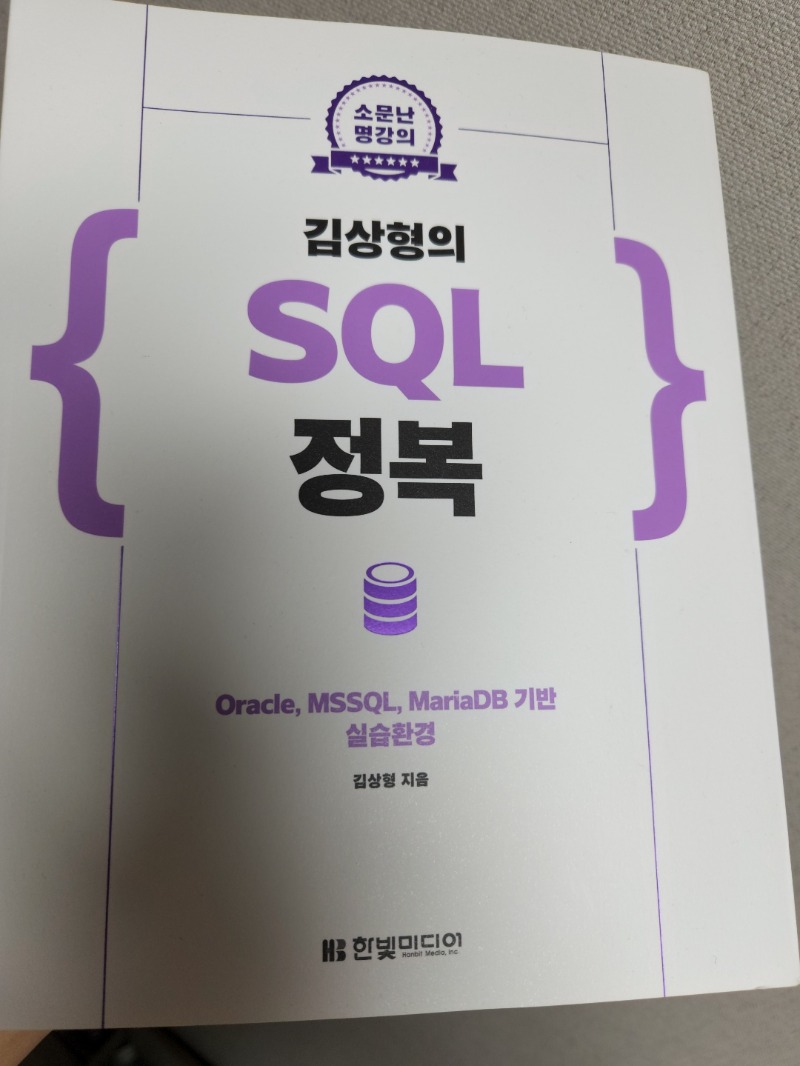 소문난
명강의
김상형의
SQL
정복
Oracle, MSSQL, MariaDB 기반
실습환경
김상형 지음
HB 한빛미디어
Hanbit Media, Inc.